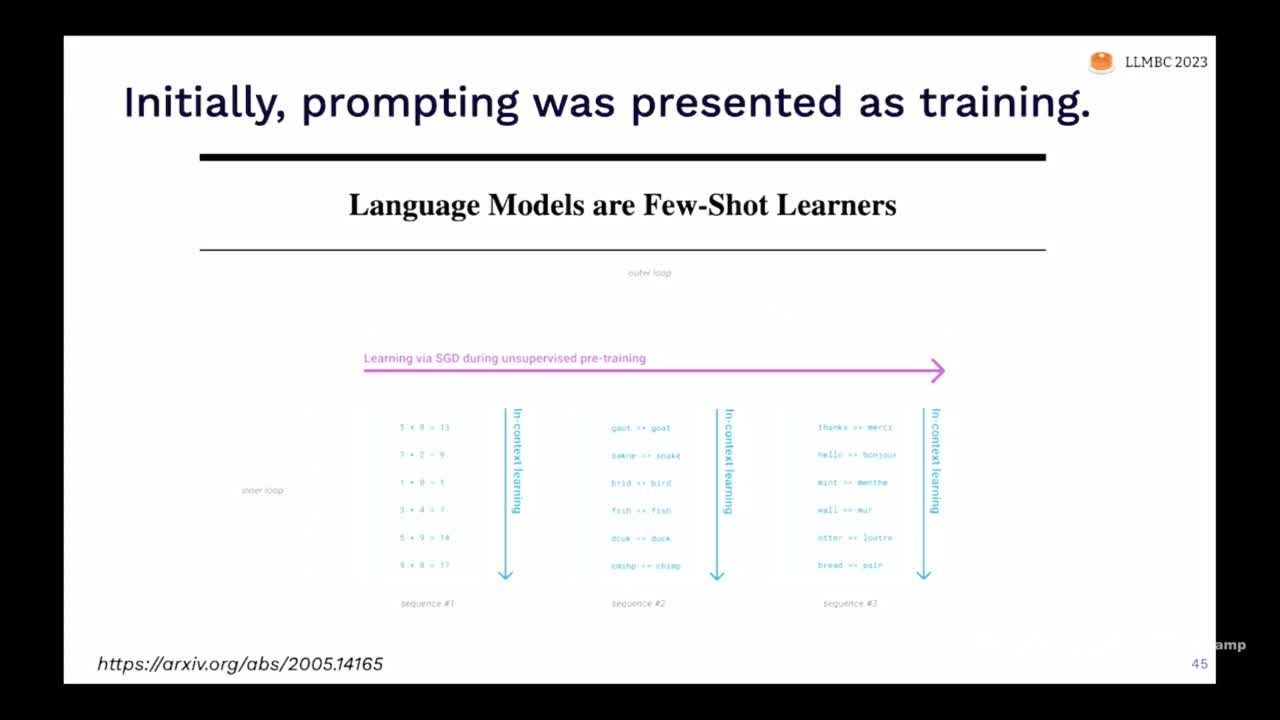 LLMBC 2023
Initially, prompting was presented as training.
Language Models are Few-Shot Learners
outer loop
Learning via SGD during unsupervised pre-training
inner loop
5 + 8 = 13
7 + 2 = 9
1 + 0 = 1
3 + 4 = 7
5 + 9 = 14
9 + 8 = 17
In-context learning
sequence #1
gaot => goat
sakne => snake
brid => bird
fsih => fish
dcuk => duck
cmihp => chimp
In-context learning
sequence #2
thanks => merci
hello => bonjour
mint => menthe
wall => mur
otter => loutre
bread => pain
In-context learning
sequence #3
https://arxiv.org/abs/2005.14165
45
amp